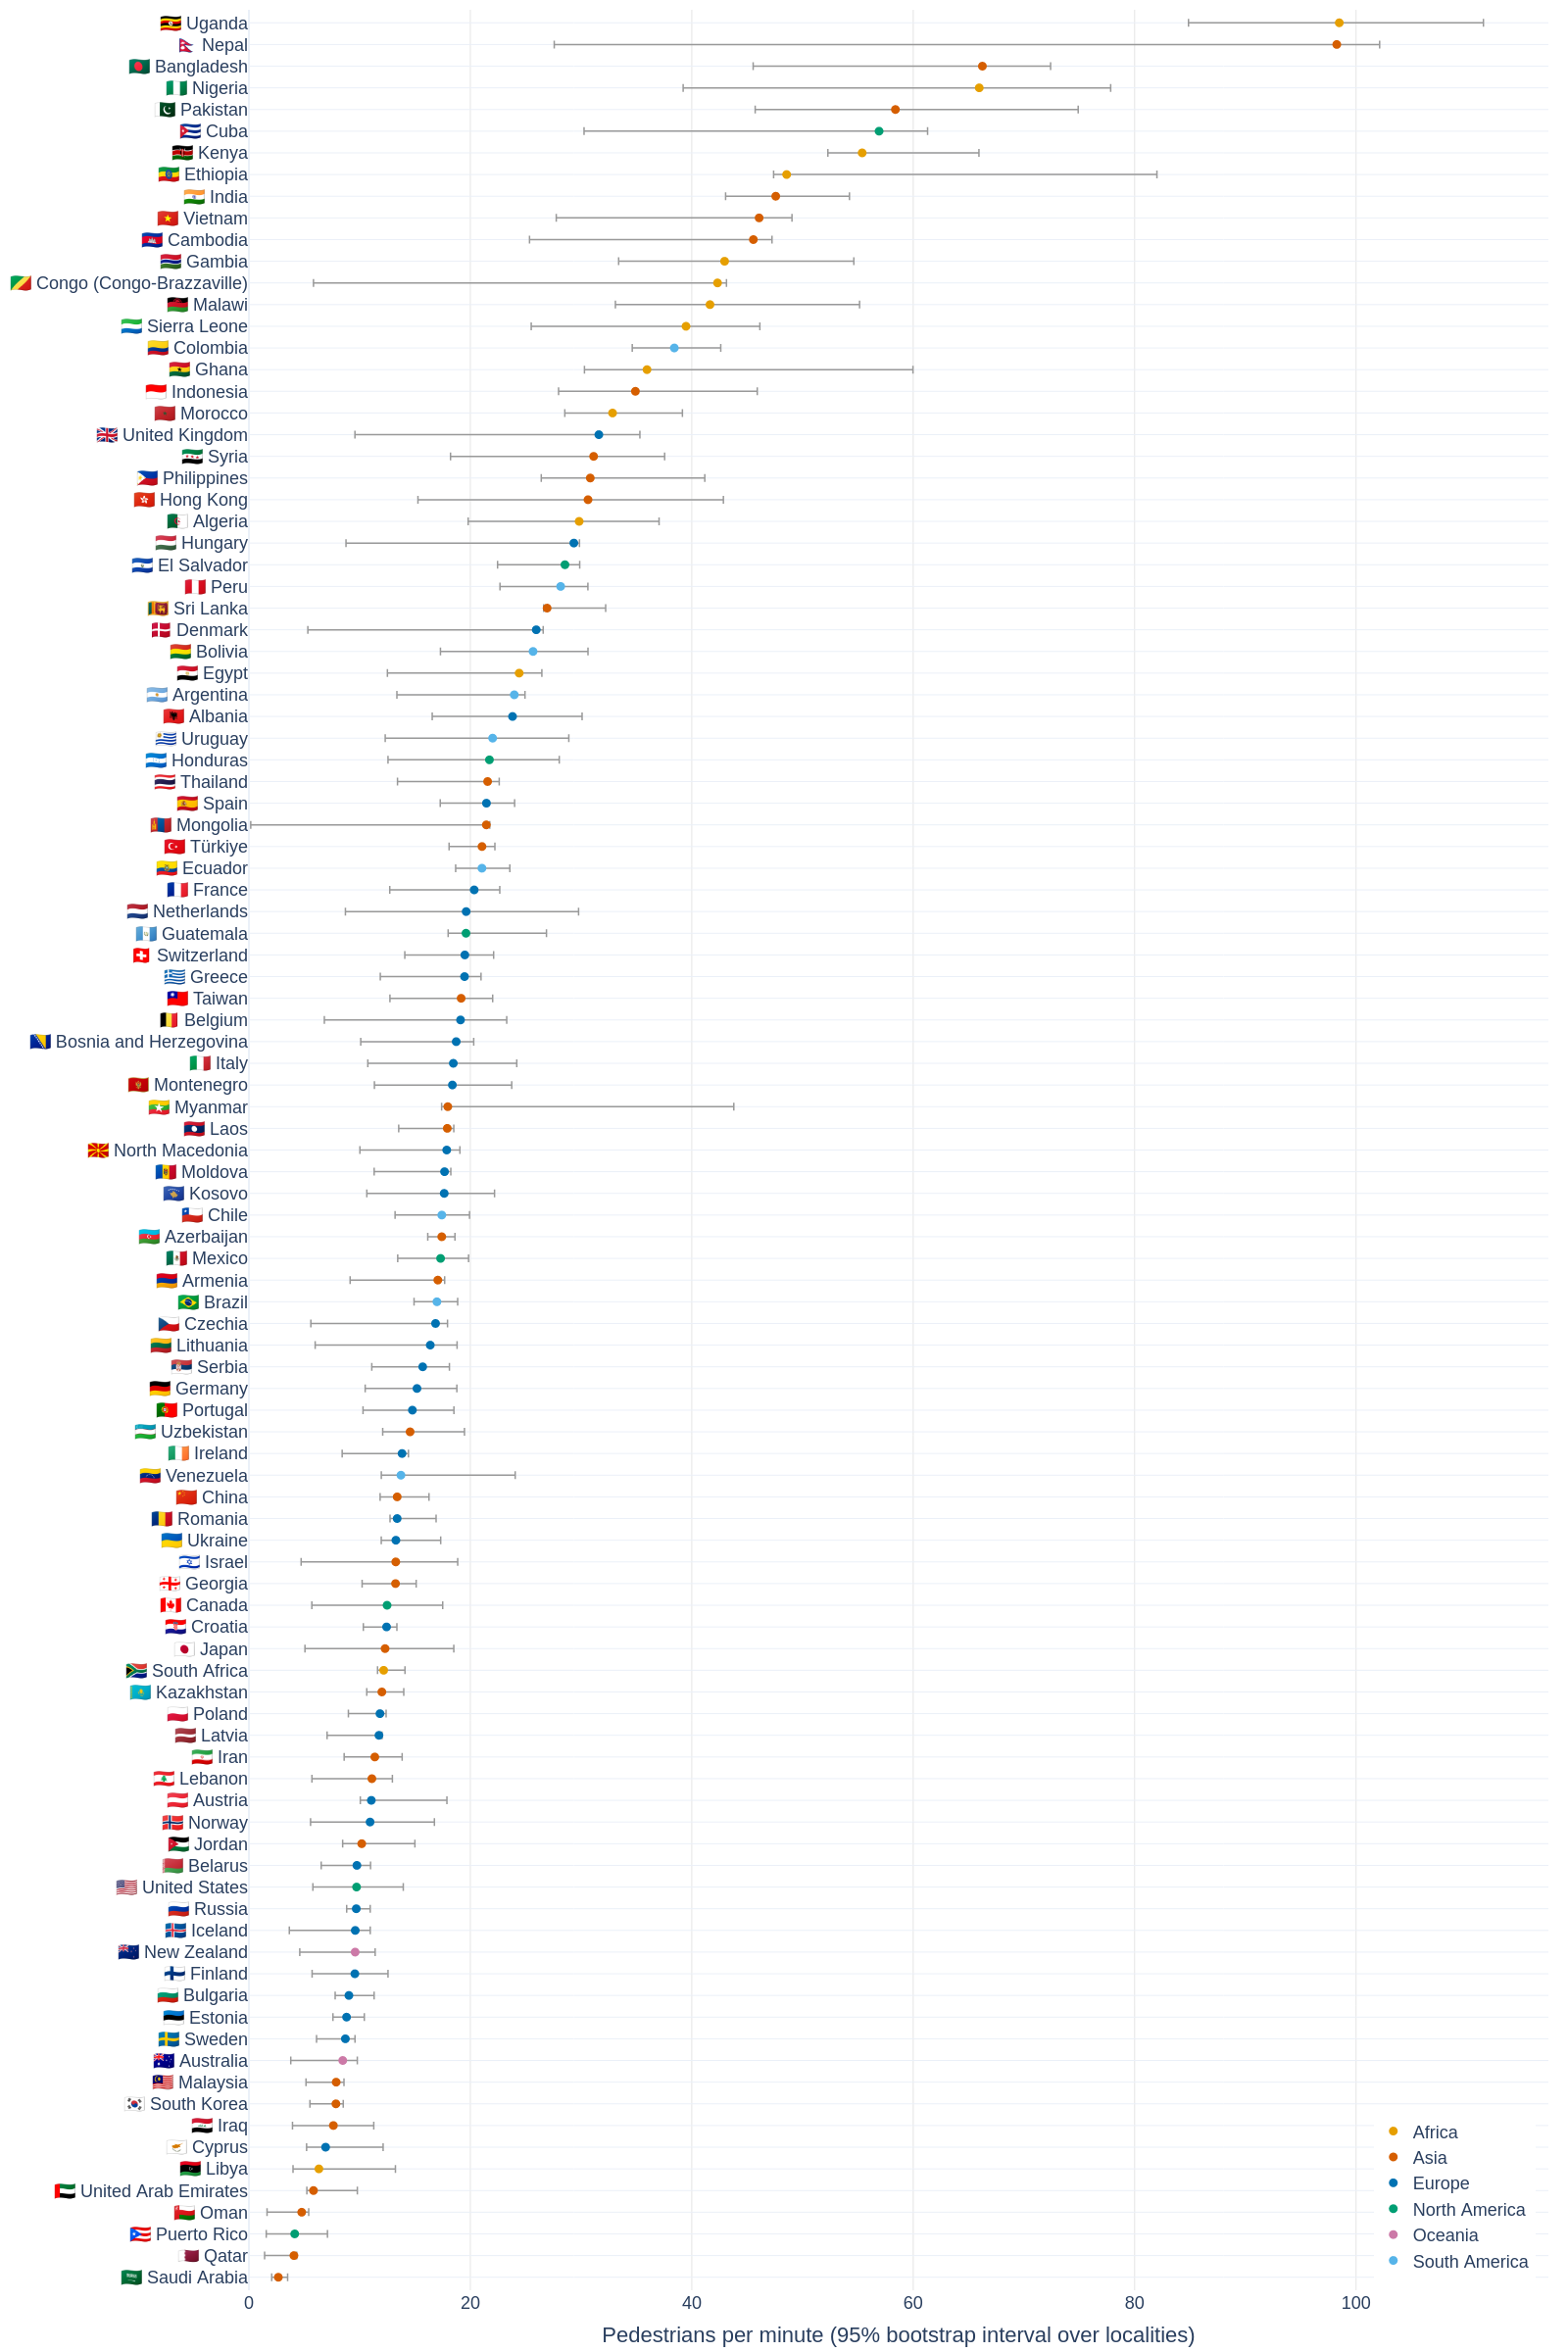 Uganda
Nepal
Bangladesh
Nigeria
Pakistan
Cuba
Kenya
Ethiopia
India
Vietnam
Cambodia
Gambia
Congo (Congo-Brazzaville)
Malawi
Sierra Leone
Colombia
Ghana
Indonesia
Morocco
United Kingdom
Syria
Philippines
Hong Kong
Algeria
Hungary
El Salvador
Peru
Sri Lanka
Denmark
Bolivia
Egypt
Argentina
Albania
Uruguay
Honduras
Thailand
Spain
Mongolia
Türkiye
Ecuador
France
Netherlands
Guatemala
Switzerland
Greece
Taiwan
Belgium
Bosnia and Herzegovina
Italy
Montenegro
Myanmar
Laos
North Macedonia
Moldova
Kosovo
Chile
Azerbaijan
Mexico
Armenia
Brazil
Czechia
Lithuania
Serbia
Germany
Portugal
Uzbekistan
Ireland
Venezuela
China
Romania
Ukraine
Israel
Georgia
Canada
Croatia
Japan
South Africa
Kazakhstan
Poland
Latvia
Iran
Lebanon
Austria
Norway
Jordan
Belarus
United States
Russia
Iceland
New Zealand
Finland
Bulgaria
Estonia
Sweden
Australia
Malaysia
South Korea
Iraq
Cyprus
Libya
United Arab Emirates
Oman
Puerto Rico
Qatar
Saudi Arabia
Africa
Asia
Europe
North America
Oceania
South America
0 20 40 60 80 100
Pedestrians per minute (95% bootstrap interval over localities)